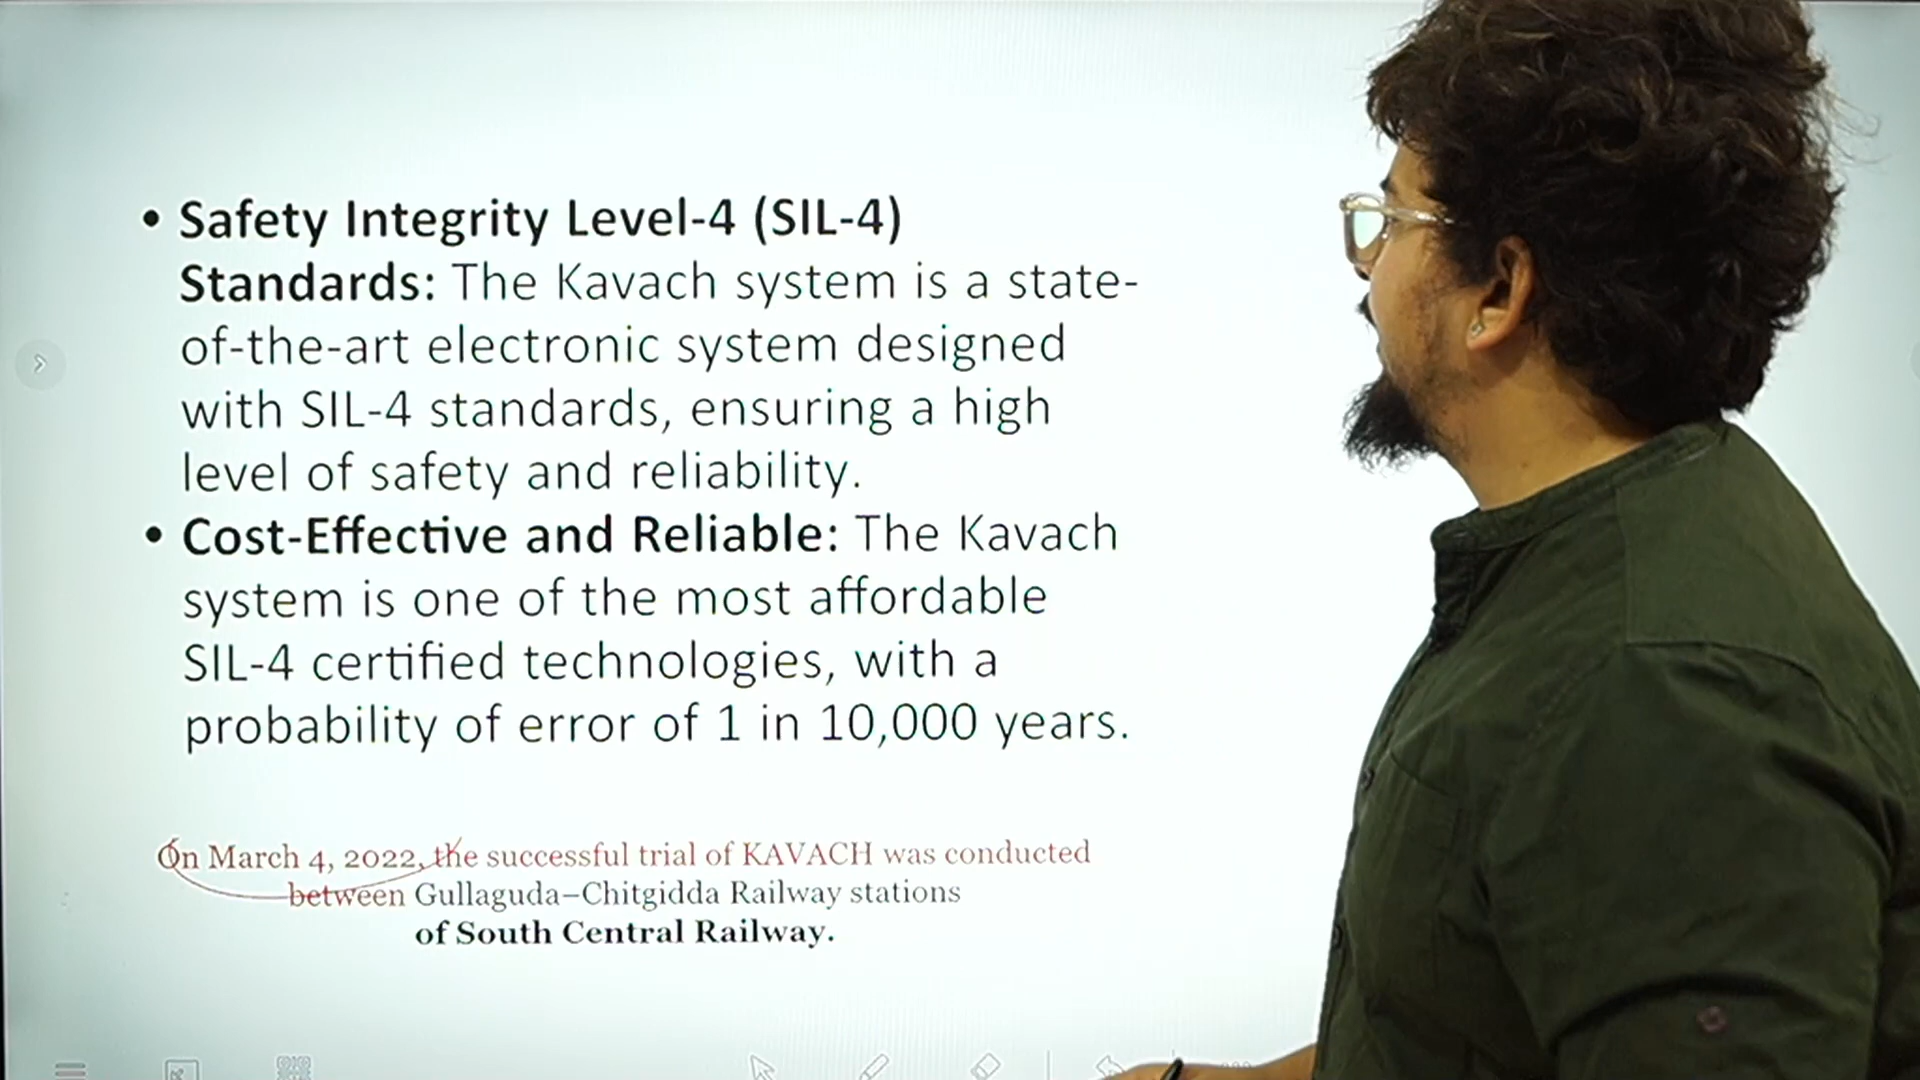 • Safety Integrity Level-4 (SIL-4)
Standards: The Kavach system is a state-
of-the-art electronic system designed
with SIL-4 standards, ensuring a high
level of safety and reliability.
• Cost-Effective and Reliable: The Kavach
system is one of the most affordable
SIL-4 certified technologies, with a
probability of error of 1 in 10,000 years.
On March 4, 2022, the successful trial of KAVACH was conducted
between Gullaguda–Chitgidda Railway stations
of South Central Railway.